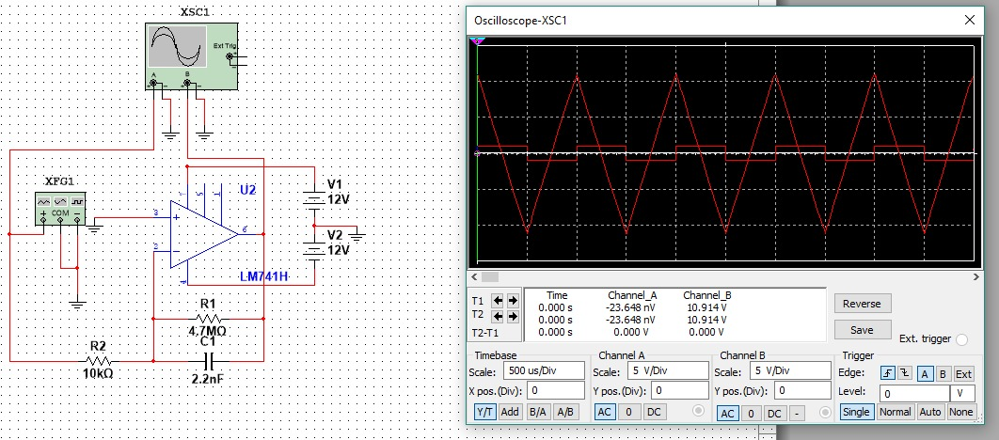 XSC1
Ext Trig
+
-
A
B
+
-
+
-
XFG1
+
COM
-
U2
7
5
1
3
+
2
-
6
4
LM741H
V1
12V
V2
12V
R1
4.7MΩ
C1
2.2nF
R2
10kΩ
Oscilloscope-XSC1
Time Channel_A Channel_B
T1 0.000 s -23.648 nV 10.914 V
T2 0.000 s -23.648 nV 10.914 V
T2-T1 0.000 s 0.000 V 0.000 V
Reverse
Save
Ext. trigger
Timebase
Scale: 500 us/Div
X pos.(Div): 0
Y/T Add B/A A/B
Channel A
Scale: 5 V/Div
Y pos.(Div): 0
AC 0 DC
Channel B
Scale: 5 V/Div
Y pos.(Div): 0
AC 0 DC -
Trigger
Edge: A B Ext
Level: 0 V
Single Normal Auto None